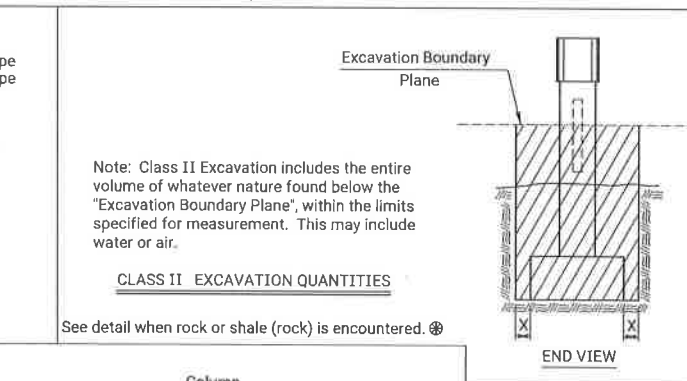 pe
pe
Excavation Boundary
Plane
Note: Class II Excavation includes the entire
volume of whatever nature found below the
"Excavation Boundary Plane", within the limits
specified for measurement. This may include
water or air.
CLASS II EXCAVATION QUANTITIES
See detail when rock or shale (rock) is encountered.
X
X
END VIEW
Column